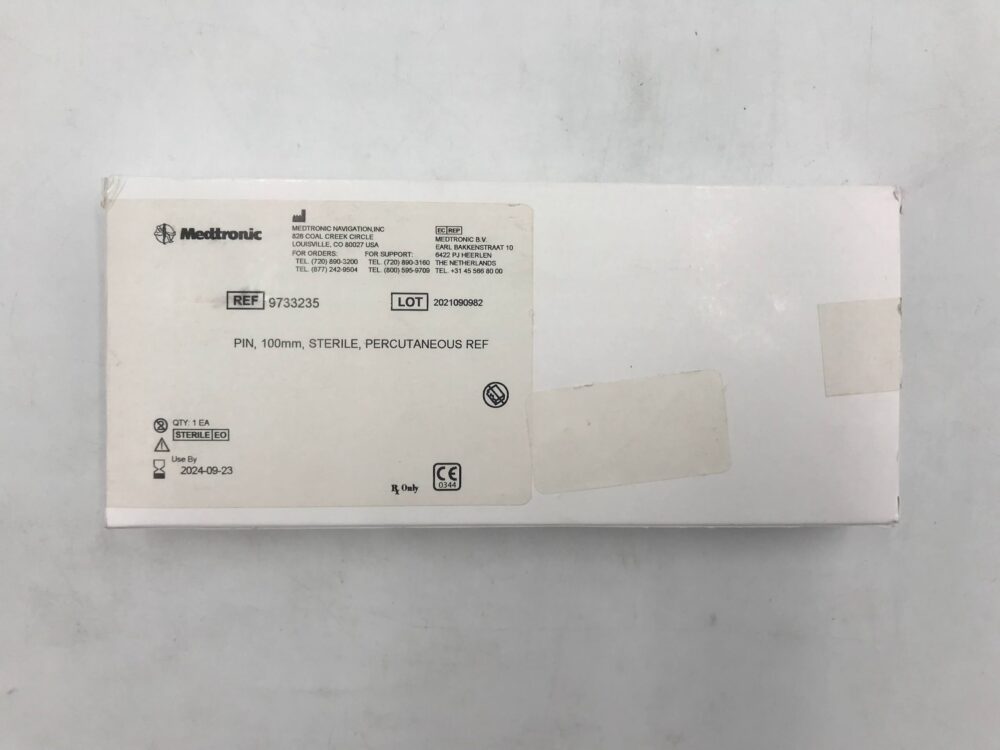 Medtronic
MEDTRONIC NAVIGATION,INC
826 COAL CREEK CIRCLE
LOUISVILLE, CO 80027 USA
FOR ORDERS:
TEL. (720) 890-3200
TEL. (877) 242-9504
FOR SUPPORT:
TEL. (720) 890-3160
TEL. (800) 595-9709
EC REP
MEDTRONIC B.V.
EARL BAKKENSTRAAT 10
6422 PJ HEERLEN
THE NETHERLANDS
TEL. +31 45 566 80 00
REF 9733235
LOT 2021090982
PIN, 100mm, STERILE, PERCUTANEOUS REF
QTY: 1 EA
STERILE EO
Use By
2024-09-23
Rx Only
CE
0344